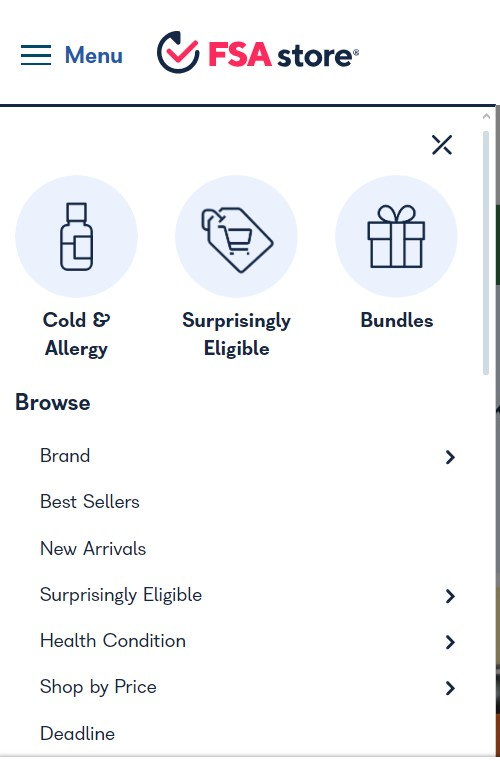 Menu
FSA store®
Cold &
Allergy
Surprisingly
Eligible
Bundles
Browse
Brand
Best Sellers
New Arrivals
Surprisingly Eligible
Health Condition
Shop by Price
Deadline